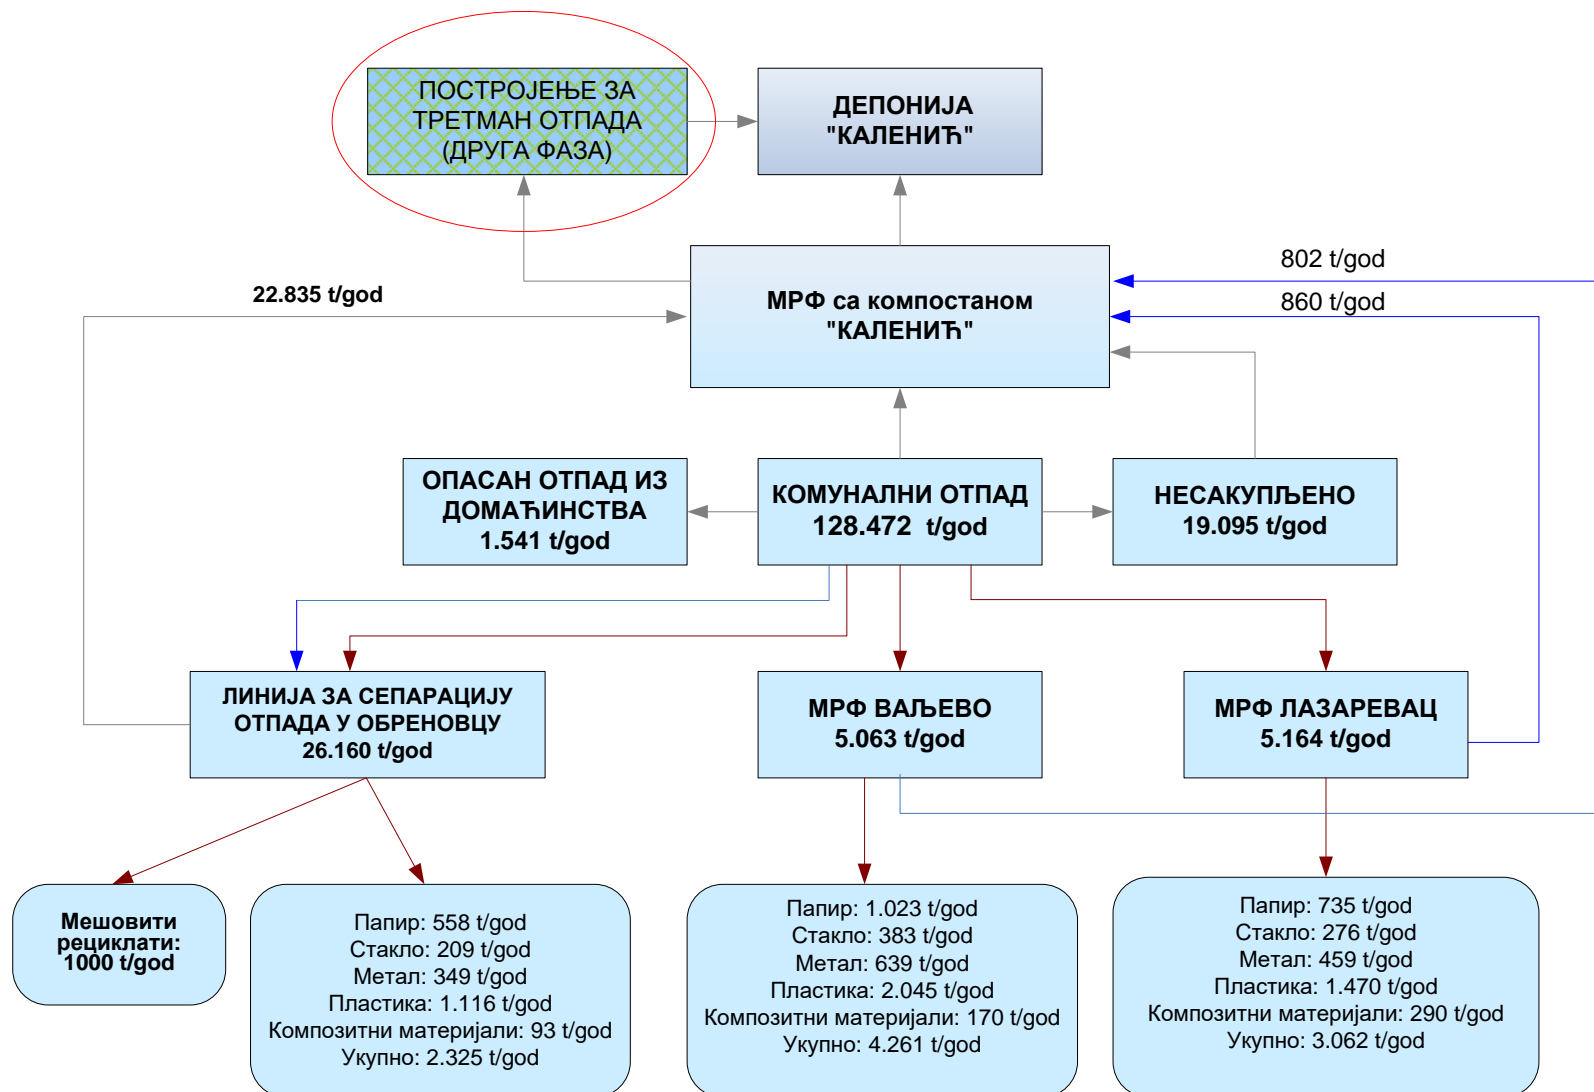 ПОСТРОЈЕЊЕ ЗА
ТРЕТМАН ОТПАДА
(ДРУГА ФАЗА)
ДЕПОНИЈА
"КАЛЕНИЋ"
22.835 t/god
МРФ са компостаном
"КАЛЕНИЋ"
802 t/god
860 t/god
ОПАСАН ОТПАД ИЗ
ДОМАЋИНСТВА
1.541 t/god
КОМУНАЛНИ ОТПАД
128.472 t/god
НЕСАКУПЉЕНО
19.095 t/god
ЛИНИЈА ЗА СЕПАРАЦИЈУ
ОТПАДА У ОБРЕНОВЦУ
26.160 t/god
МРФ ВАЉЕВО
5.063 t/god
МРФ ЛАЗАРЕВАЦ
5.164 t/god
Мешовити
рециклати:
1000 t/god
Папир: 558 t/god
Стакло: 209 t/god
Метал: 349 t/god
Пластика: 1.116 t/god
Композитни материјали: 93 t/god
Укупно: 2.325 t/god
Папир: 1.023 t/god
Стакло: 383 t/god
Метал: 639 t/god
Пластика: 2.045 t/god
Композитни материјали: 170 t/god
Укупно: 4.261 t/god
Папир: 735 t/god
Стакло: 276 t/god
Метал: 459 t/god
Пластика: 1.470 t/god
Композитни материјали: 290 t/god
Укупно: 3.062 t/god